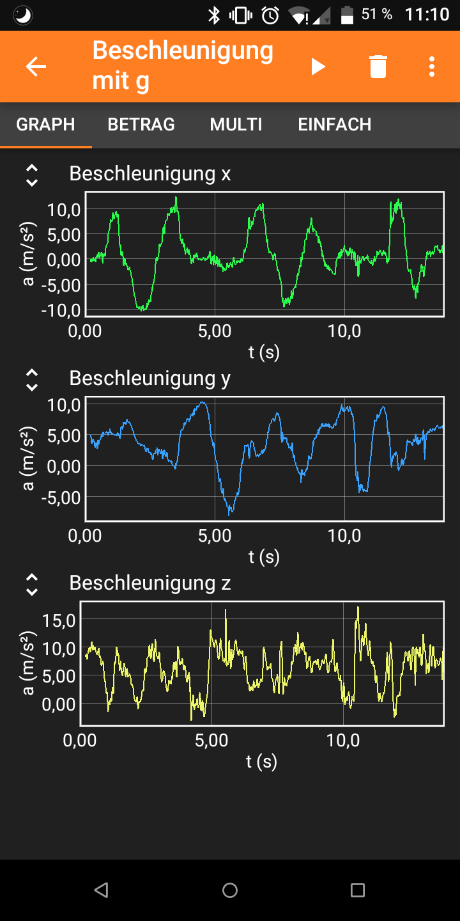 51 % 11:10
Beschleunigung
mit g
GRAPH BETRAG MULTI EINFACH
Beschleunigung x
a (m/s²)
10,0
5,00
0,00
-5,00
-10,0
0,00 5,00 10,0
t (s)
Beschleunigung y
a (m/s²)
10,0
5,00
0,00
-5,00
0,00 5,00 10,0
t (s)
Beschleunigung z
a (m/s²)
15,0
10,0
5,00
0,00
0,00 5,00 10,0
t (s)